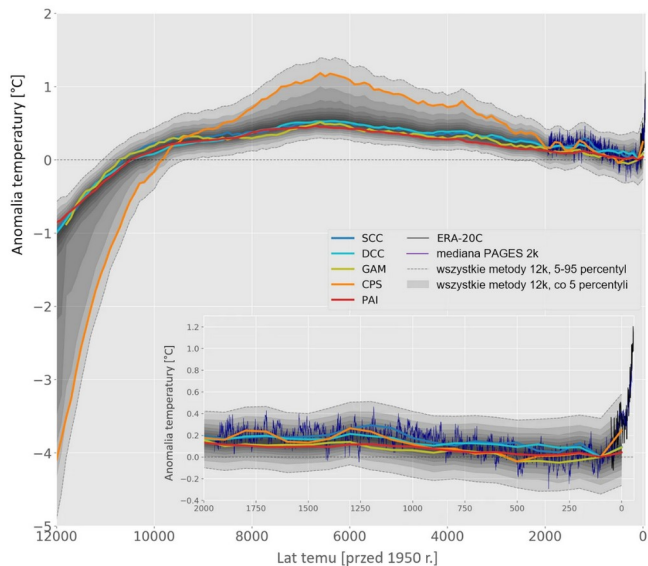 2
1
0
−1
−2
−3
−4
−5
Anomalia temperatury [°C]
SCC
DCC
GAM
CPS
PAI
ERA-20C
mediana PAGES 2k
wszystkie metody 12k, 5-95 percentyl
wszystkie metody 12k, co 5 percentyli
1.2
1.0
0.8
0.6
0.4
0.2
0.0
−0.2
−0.4
Anomalia temperatury [°C]
2000 1750 1500 1250 1000 750 500 250 0
12000 10000 8000 6000 4000 2000 0
Lat temu [przed 1950 r.]